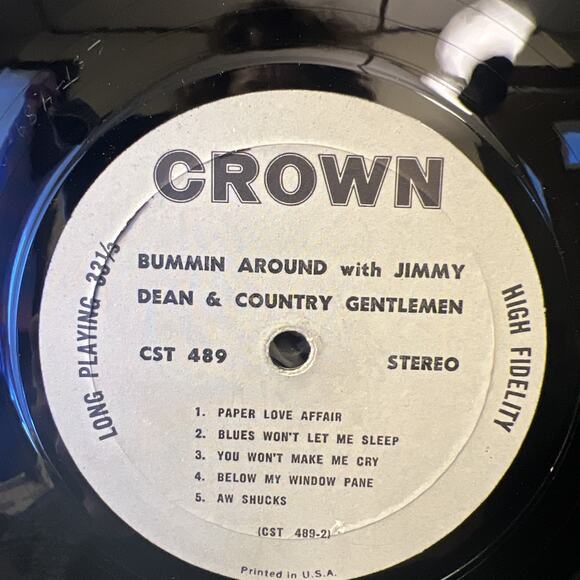 CROWN
BUMMIN AROUND with JIMMY
DEAN & COUNTRY GENTLEMEN
CST 489
STEREO
LONG PLAYING 33⅓
HIGH FIDELITY
1. PAPER LOVE AFFAIR
2. BLUES WON'T LET ME SLEEP
3. YOU WON'T MAKE ME CRY
4. BELOW MY WINDOW PANE
5. AW SHUCKS
(CST 489-2)
Printed in U.S.A.